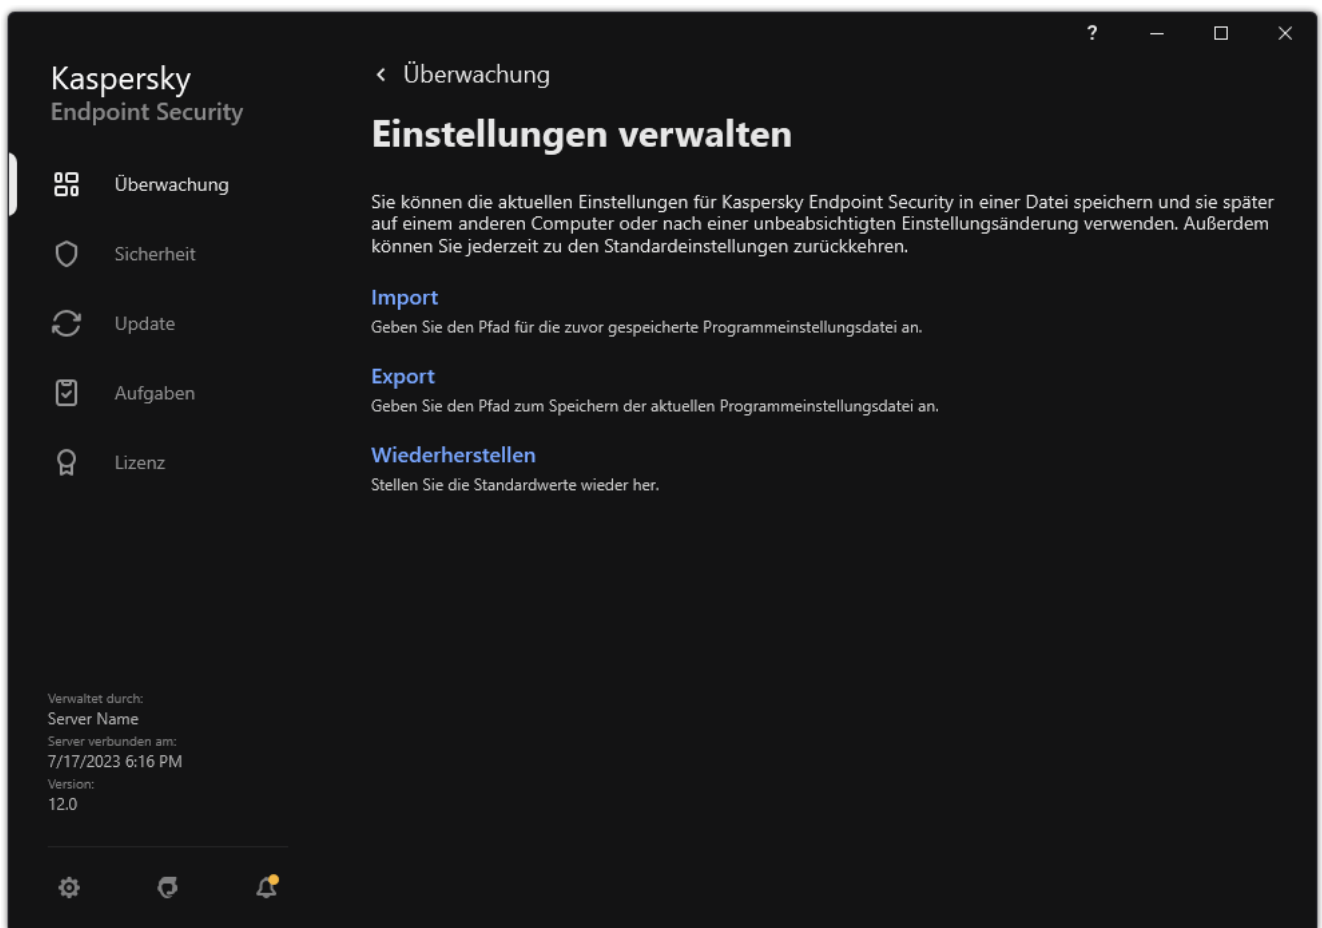 ?
Kaspersky
Endpoint Security
Überwachung
Sicherheit
Update
Aufgaben
Lizenz
Verwaltet durch:
Server Name
Server verbunden am:
7/17/2023 6:16 PM
Version:
12.0
Überwachung
Einstellungen verwalten
Sie können die aktuellen Einstellungen für Kaspersky Endpoint Security in einer Datei speichern und sie später
auf einem anderen Computer oder nach einer unbeabsichtigten Einstellungsänderung verwenden. Außerdem
können Sie jederzeit zu den Standardeinstellungen zurückkehren.
Import
Geben Sie den Pfad für die zuvor gespeicherte Programmeinstellungsdatei an.
Export
Geben Sie den Pfad zum Speichern der aktuellen Programmeinstellungsdatei an.
Wiederherstellen
Stellen Sie die Standardwerte wieder her.